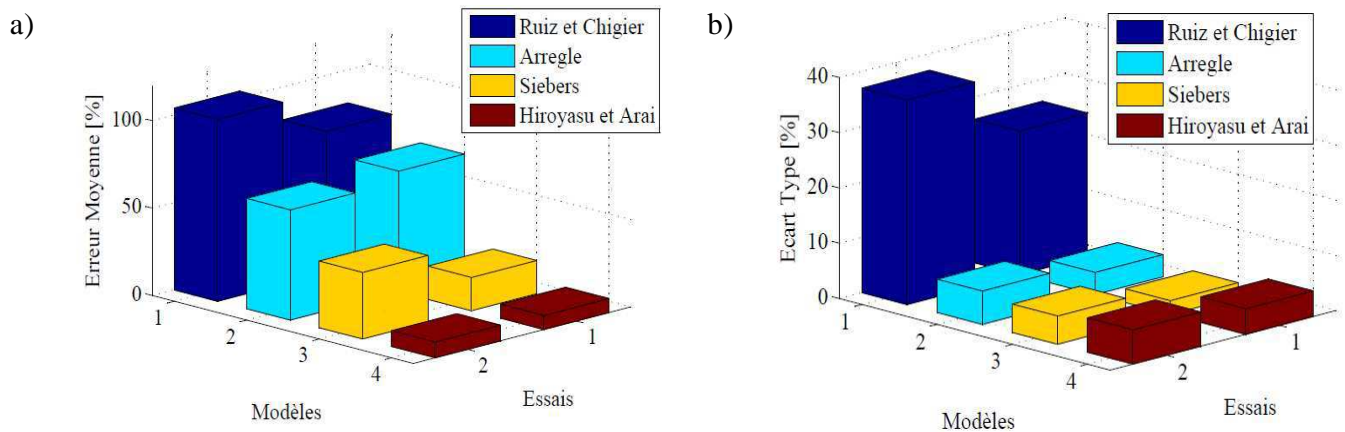 a)
Ruiz et Chigier
Arregle
Siebers
Hiroyasu et Arai
Erreur Moyenne [%]
100
50
0
1
2
3
4
Modèles
2
1
Essais
b)
Ruiz et Chigier
Arregle
Siebers
Hiroyasu et Arai
Ecart Type [%]
40
30
20
10
0
1
2
3
4
Modèles
2
1
Essais